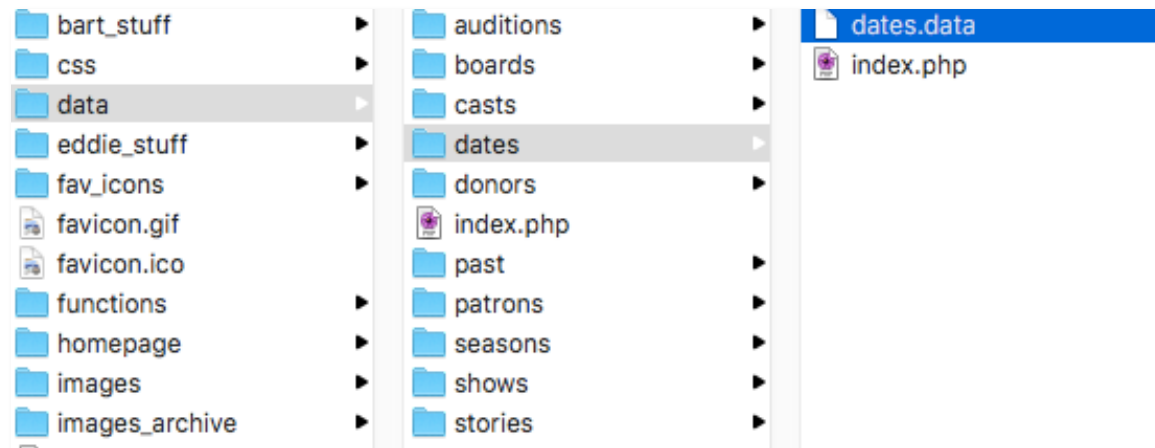 bart_stuff
css
data
eddie_stuff
fav_icons
favicon.gif
favicon.ico
functions
homepage
images
images_archive
auditions
boards
casts
dates
donors
index.php
past
patrons
seasons
shows
stories
dates.data
index.php